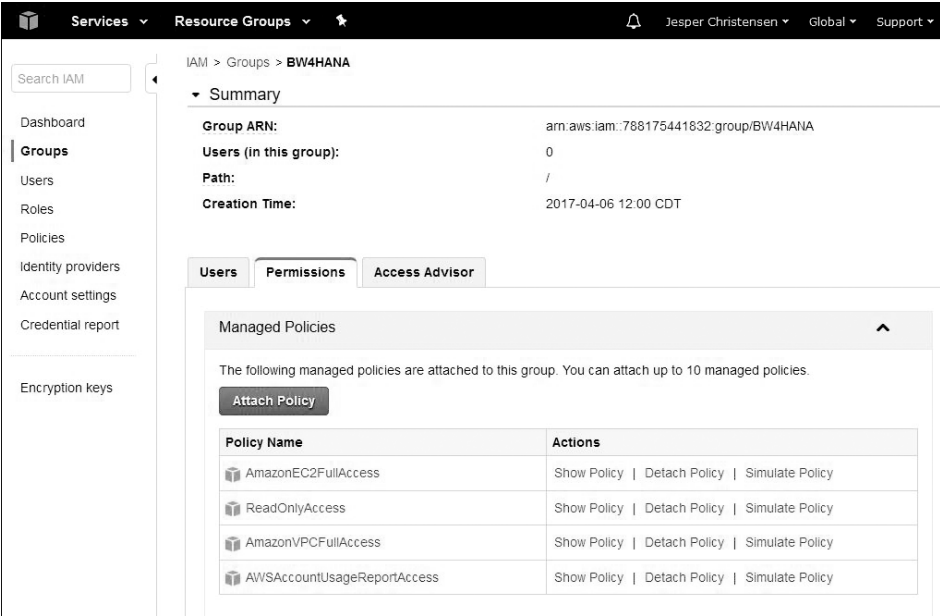 Services Resource Groups Jesper Christensen Global Support
Search IAM
Dashboard
Groups
Users
Roles
Policies
Identity providers
Account settings
Credential report
Encryption keys
IAM > Groups > BW4HANA
Summary
Group ARN: arn:aws:iam::788175441832:group/BW4HANA
Users (in this group): 0
Path: /
Creation Time: 2017-04-06 12:00 CDT
Users Permissions Access Advisor
Managed Policies
The following managed policies are attached to this group. You can attach up to 10 managed policies.
Attach Policy
Policy Name Actions
AmazonEC2FullAccess Show Policy | Detach Policy | Simulate Policy
ReadOnlyAccess Show Policy | Detach Policy | Simulate Policy
AmazonVPCFullAccess Show Policy | Detach Policy | Simulate Policy
AWSAccountUsageReportAccess Show Policy | Detach Policy | Simulate Policy